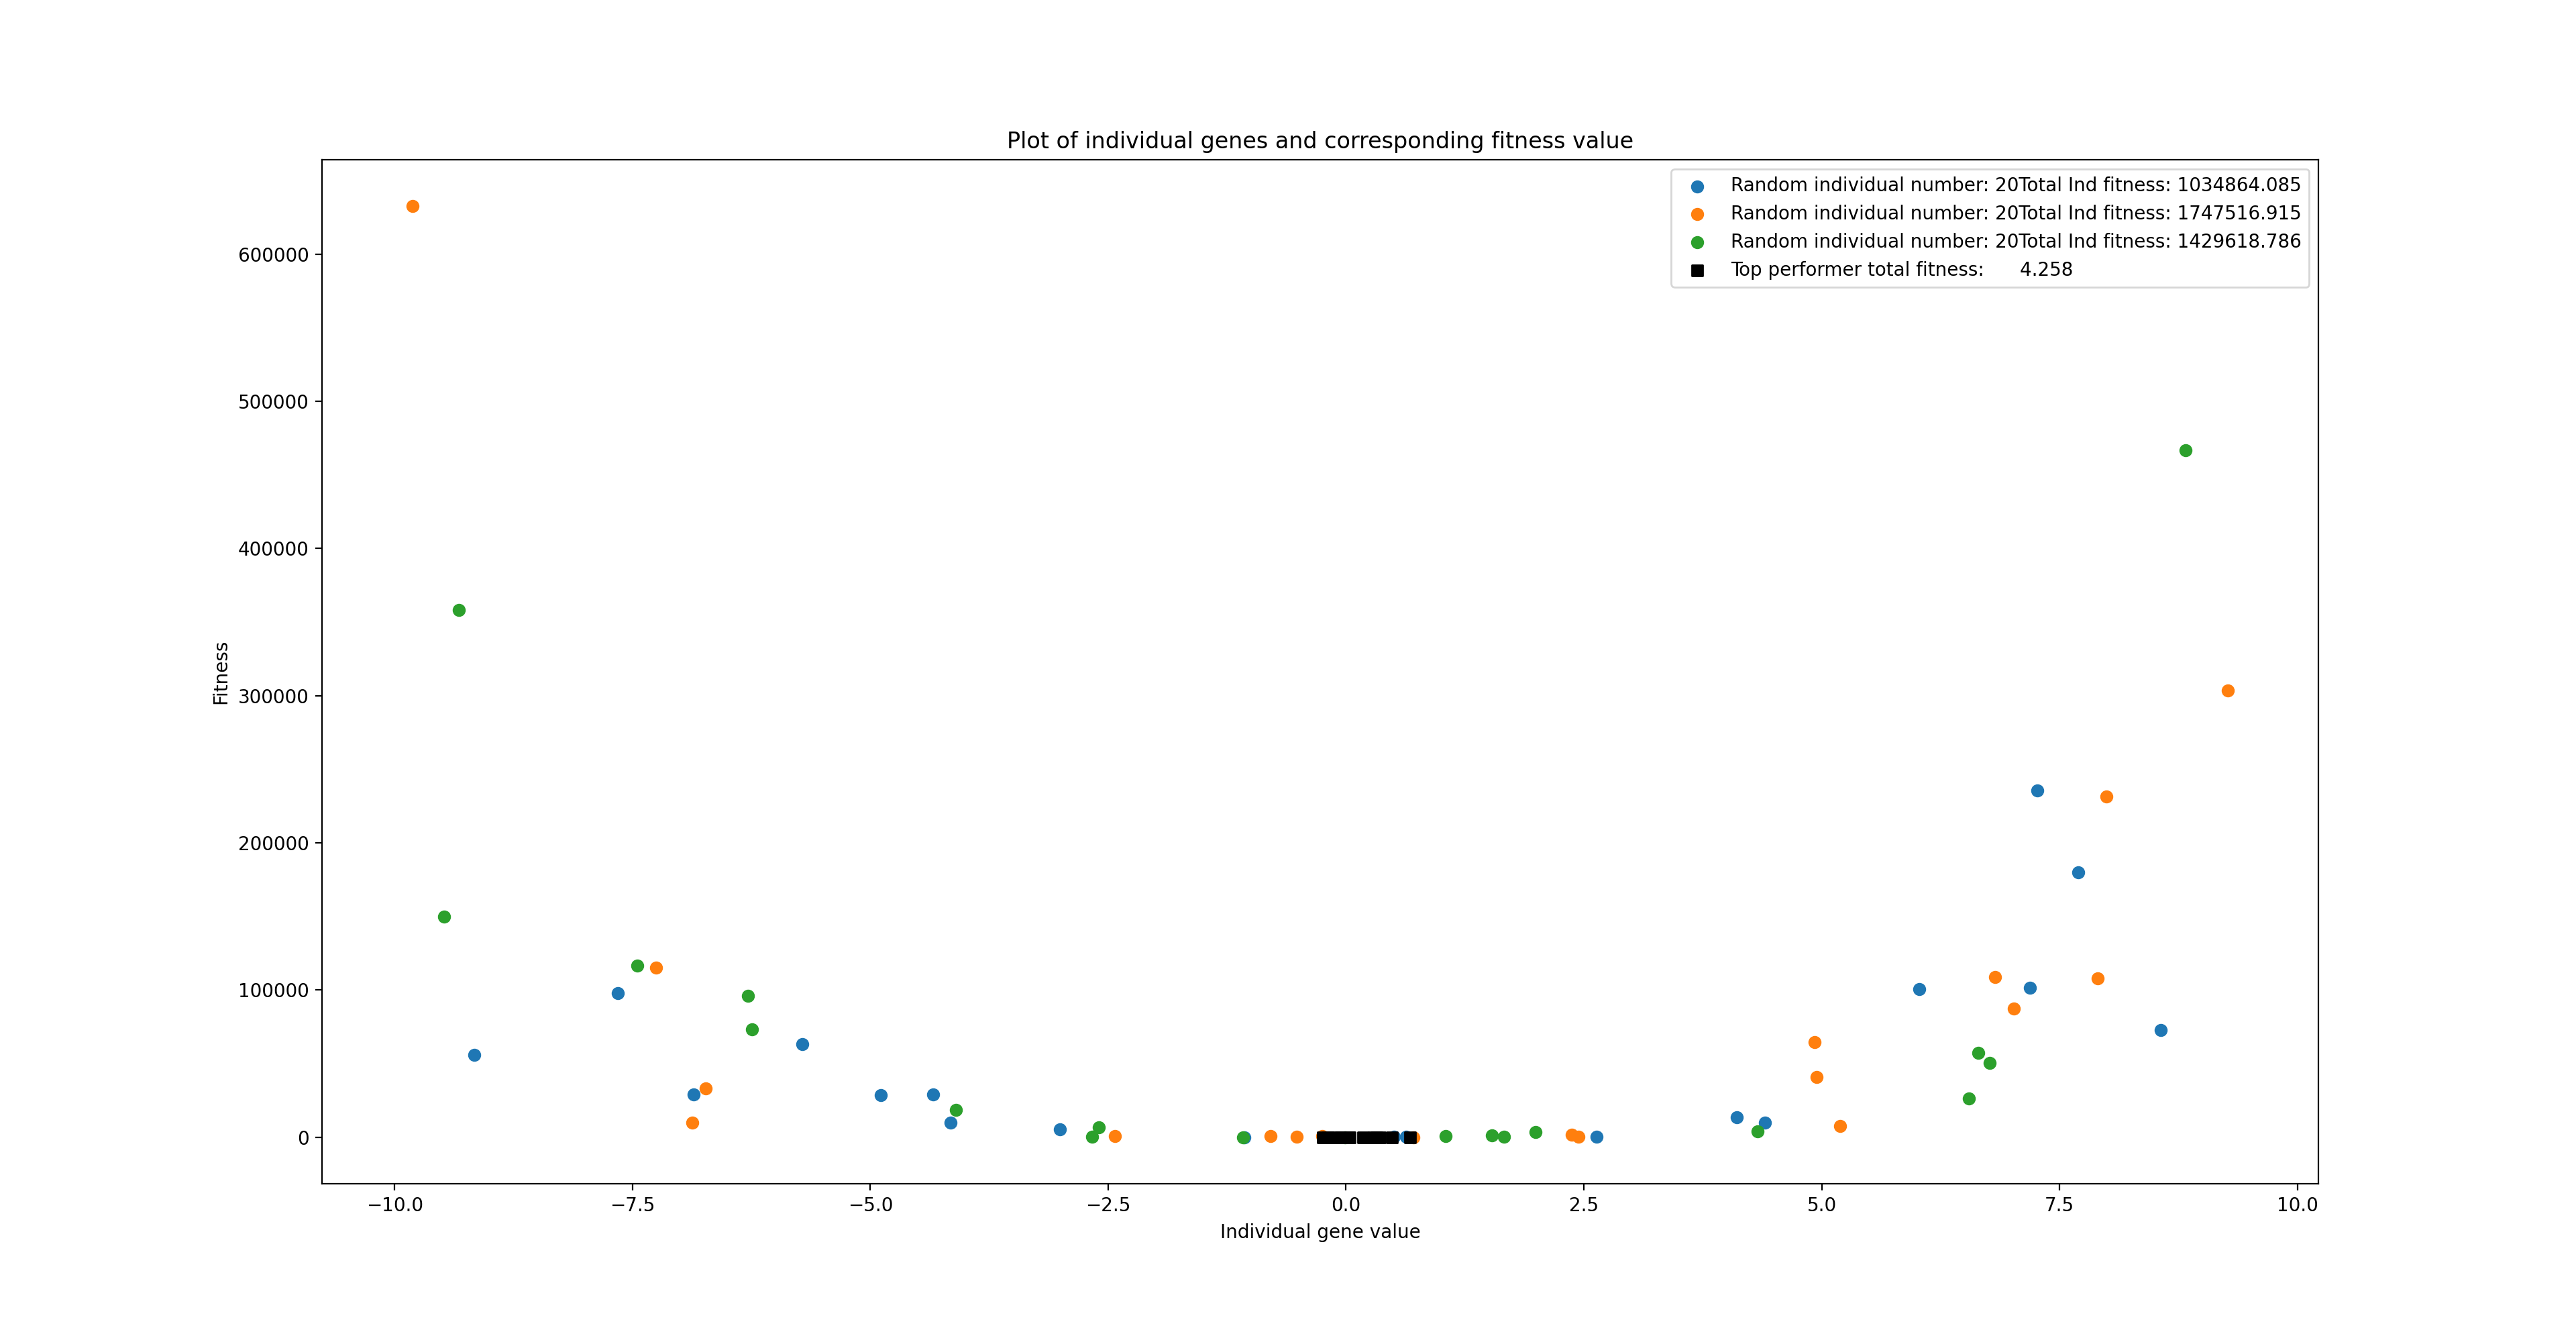 Plot of individual genes and corresponding fitness value
Random individual number: 20Total Ind fitness: 1034864.085
Random individual number: 20Total Ind fitness: 1747516.915
Random individual number: 20Total Ind fitness: 1429618.786
Top performer total fitness: 4.258
Fitness
600000
500000
400000
300000
200000
100000
0
−10.0 −7.5 −5.0 −2.5 0.0 2.5 5.0 7.5 10.0
Individual gene value